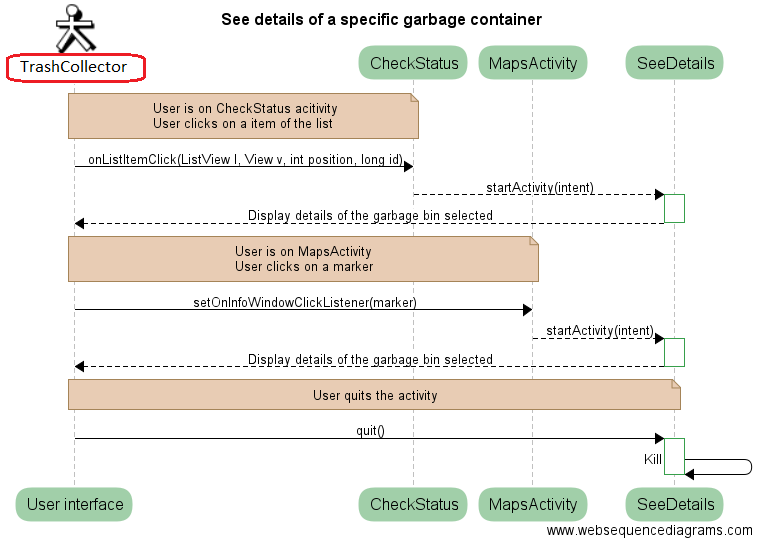 See details of a specific garbage container
TrashCollector
CheckStatus
MapsActivity
SeeDetails
User is on CheckStatus acitivity
User clicks on a item of the list
onListItemClick(ListView l, View v, int position, long id)
startActivity(intent)
Display details of the garbage bin selected
User is on MapsActivity
User clicks on a marker
setOnInfoWindowClickListener(marker)
startActivity(intent)
Display details of the garbage bin selected
User quits the activity
quit()
Kill
User interface
CheckStatus
MapsActivity
SeeDetails
www.websequencediagrams.com